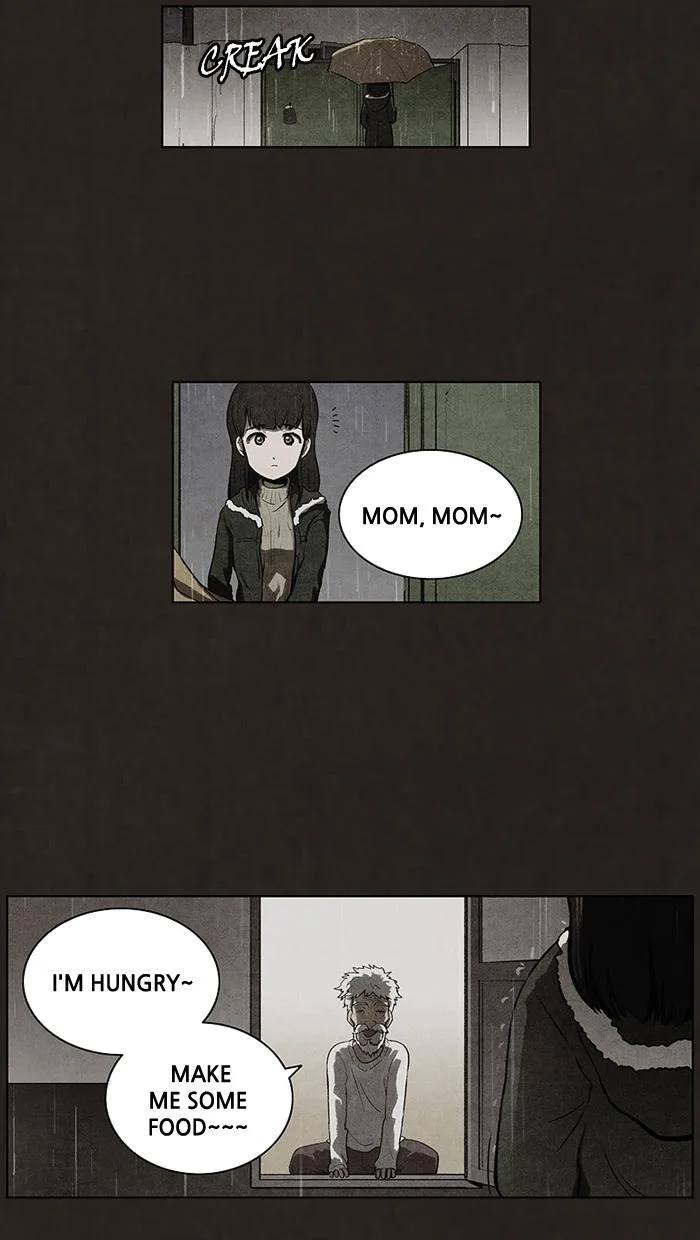 CREAK
MOM, MOM~
I'M HUNGRY~
MAKE
ME SOME
FOOD~~~